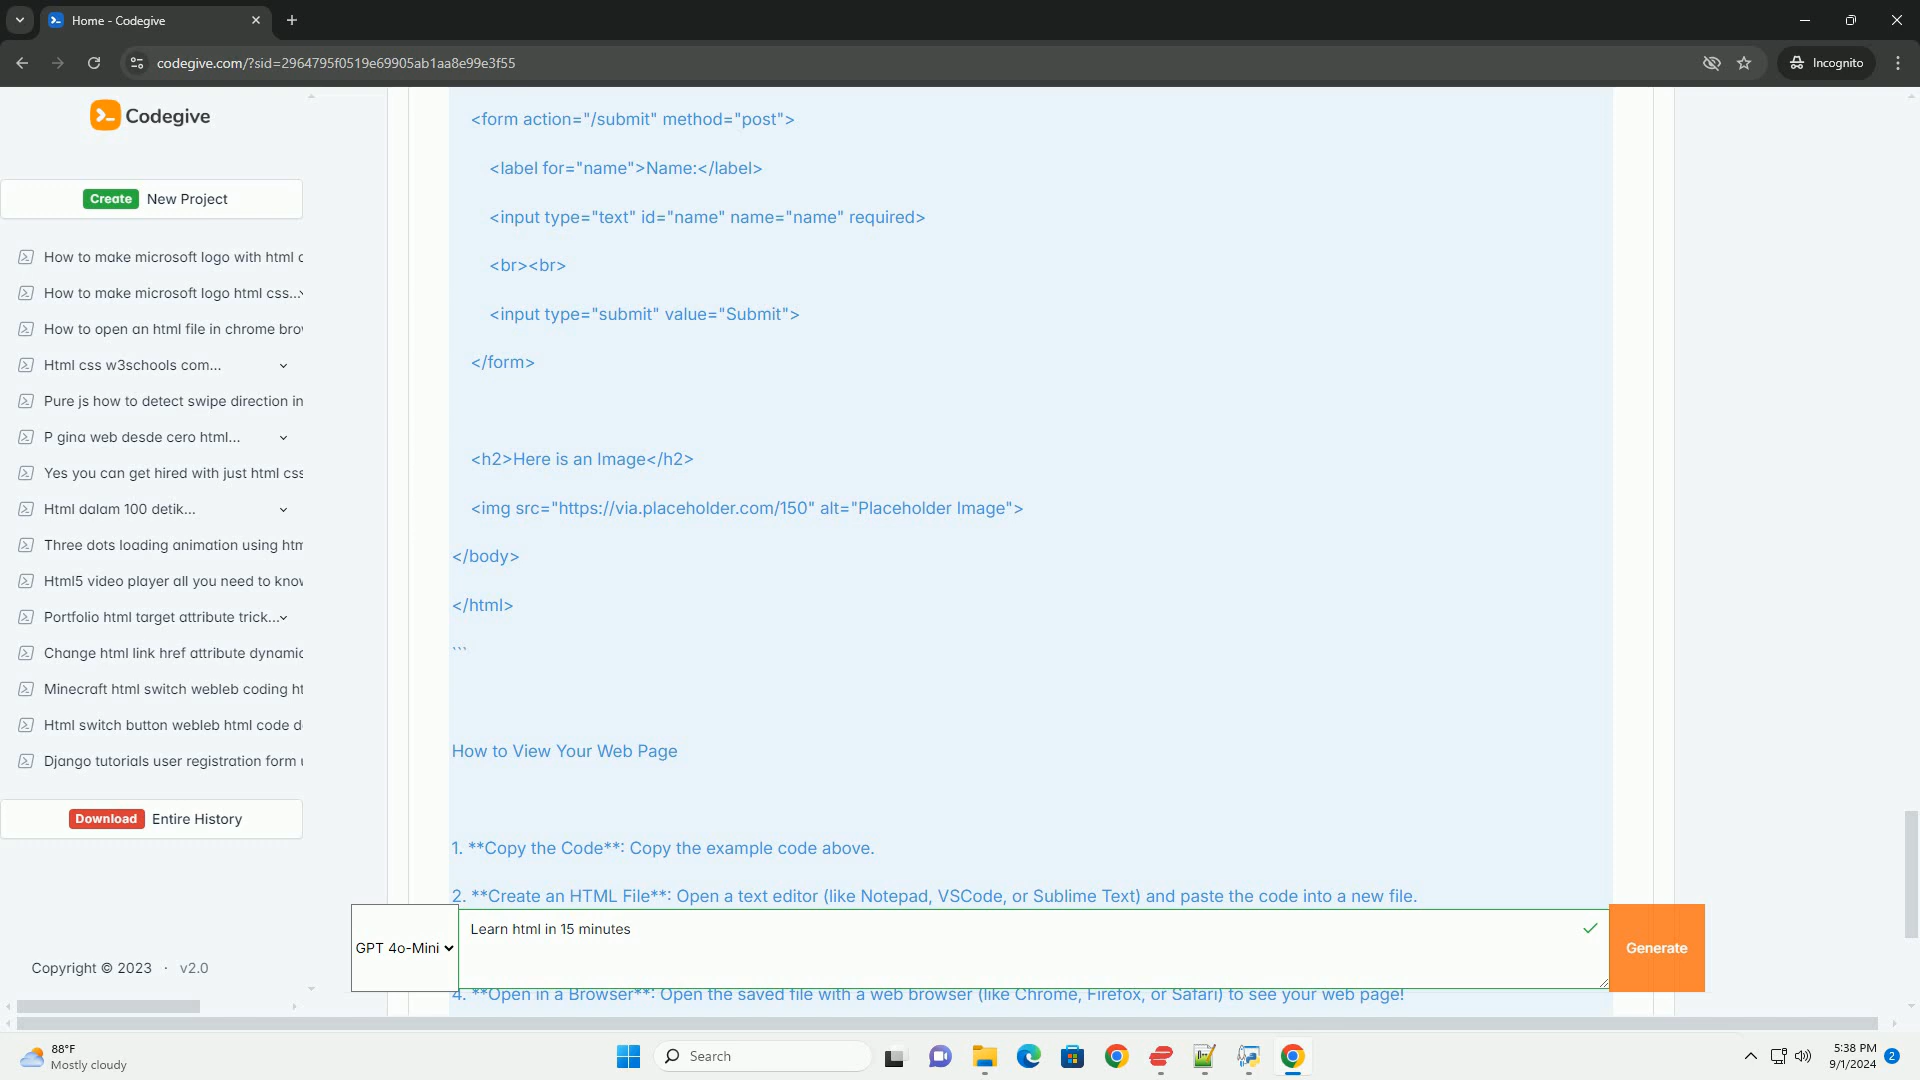 Home - Codegive
codegive.com/?sid=2964795f0519e69905ab1aa8e99e3f55
Incognito
Codegive
Create New Project
How to make microsoft logo with html c
How to make microsoft logo html css...
How to open an html file in chrome brow
Html css w3schools com...
Pure js how to detect swipe direction in
P gina web desde cero html...
Yes you can get hired with just html css
Html dalam 100 detik...
Three dots loading animation using htm
Html5 video player all you need to know
Portfolio html target attribute trick...
Change html link href attribute dynamic
Minecraft html switch webleb coding ht
Html switch button webleb html code d
Django tutorials user registration form u
Download Entire History
Copyright © 2023 · v2.0
<form action="/submit" method="post">
<label for="name">Name:</label>
<input type="text" id="name" name="name" required>
<br><br>
<input type="submit" value="Submit">
</form>
<h2>Here is an Image</h2>
<img src="https://via.placeholder.com/150" alt="Placeholder Image">
</body>
</html>
```
How to View Your Web Page
1. **Copy the Code**: Copy the example code above.
2. **Create an HTML File**: Open a text editor (like Notepad, VSCode, or Sublime Text) and paste the code into a new file.
GPT 4o-Mini
Learn html in 15 minutes
Generate
4. **Open in a Browser**: Open the saved file with a web browser (like Chrome, Firefox, or Safari) to see your web page!
88°F
Mostly cloudy
Search
5:38 PM
9/1/2024
2